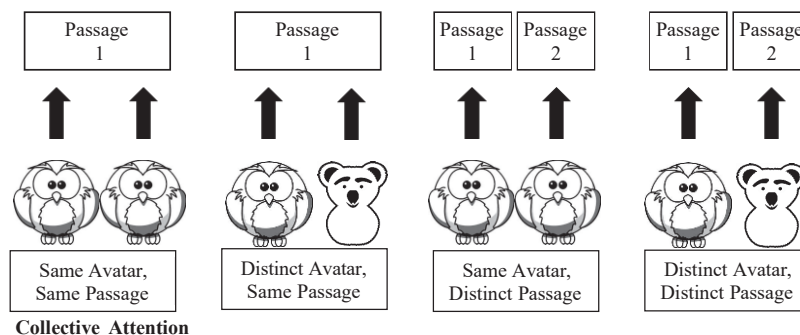 Passage
1
Passage
1
Passage
1
Passage
2
Passage
1
Passage
2
Same Avatar,
Same Passage
Distinct Avatar,
Same Passage
Same Avatar,
Distinct Passage
Distinct Avatar,
Distinct Passage
Collective Attention